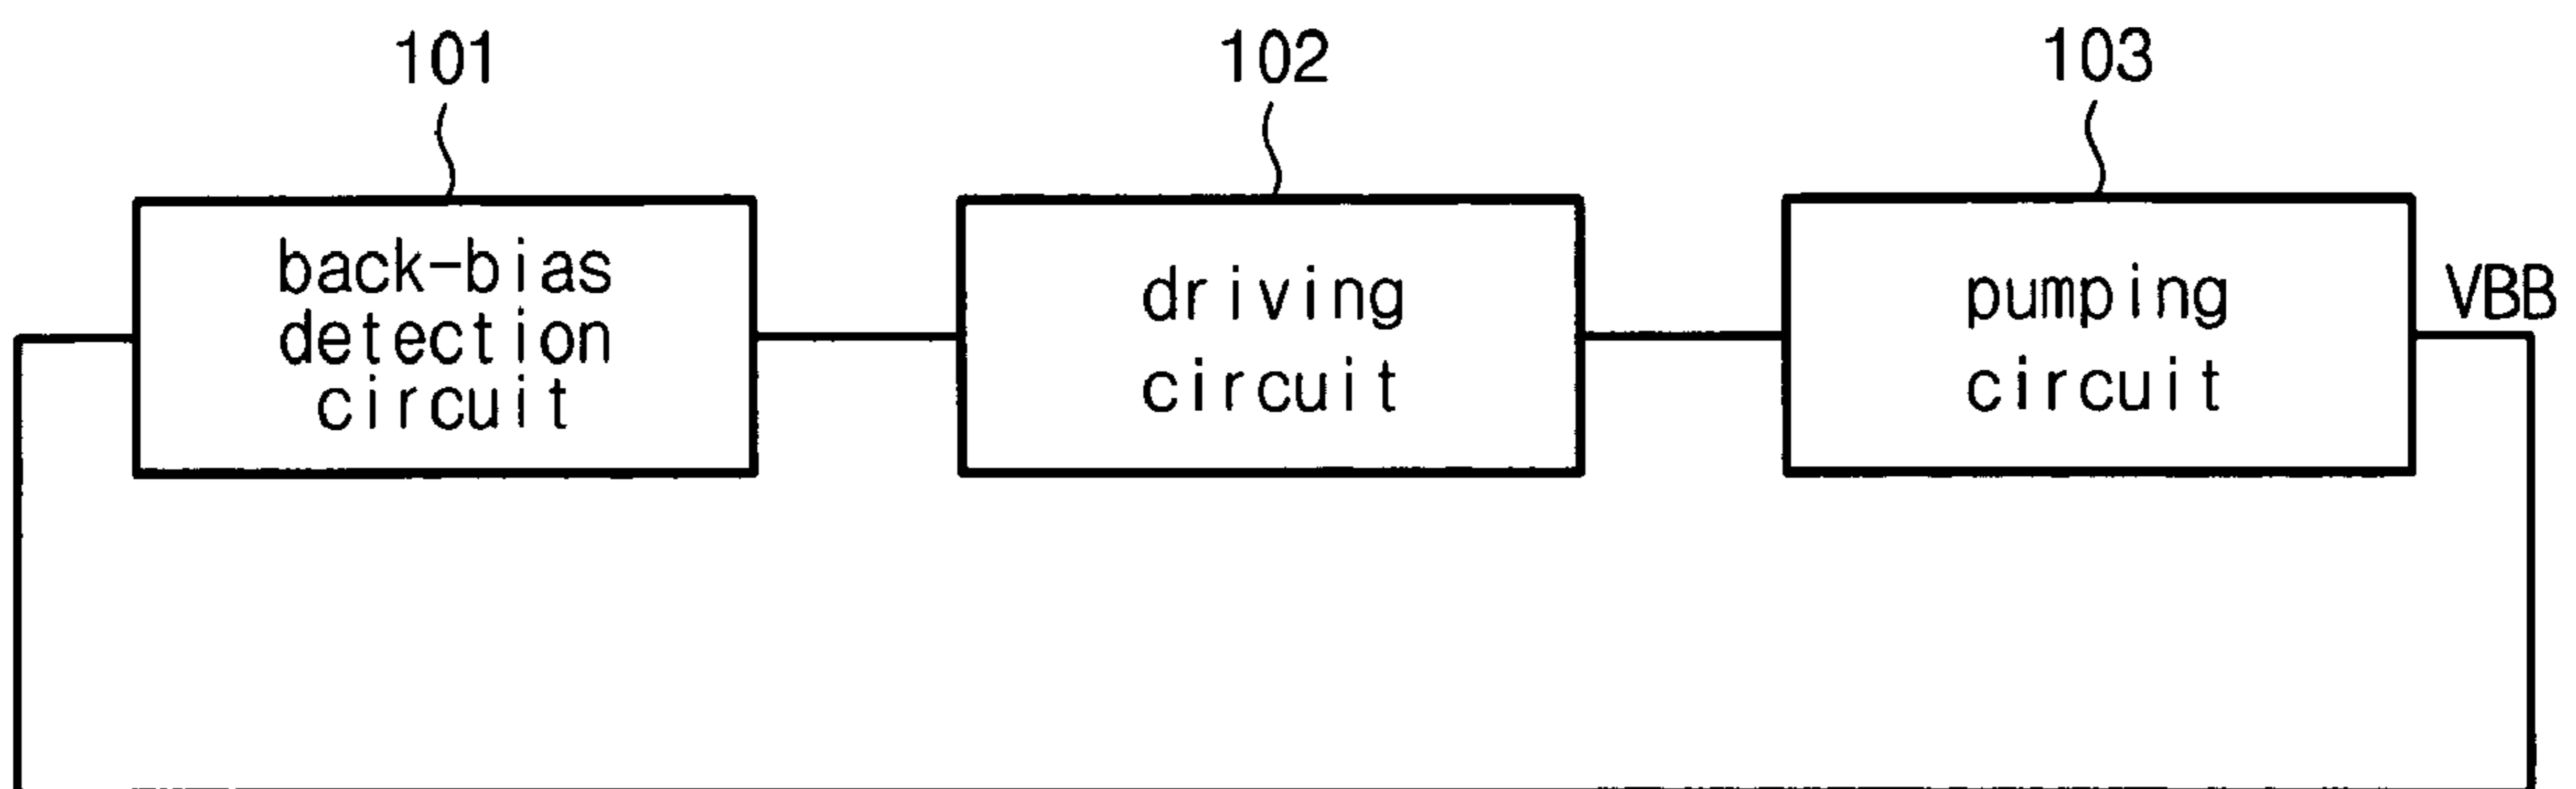 101
102
103
back-bias
detection
circuit
driving
circuit
pumping
circuit
VBB